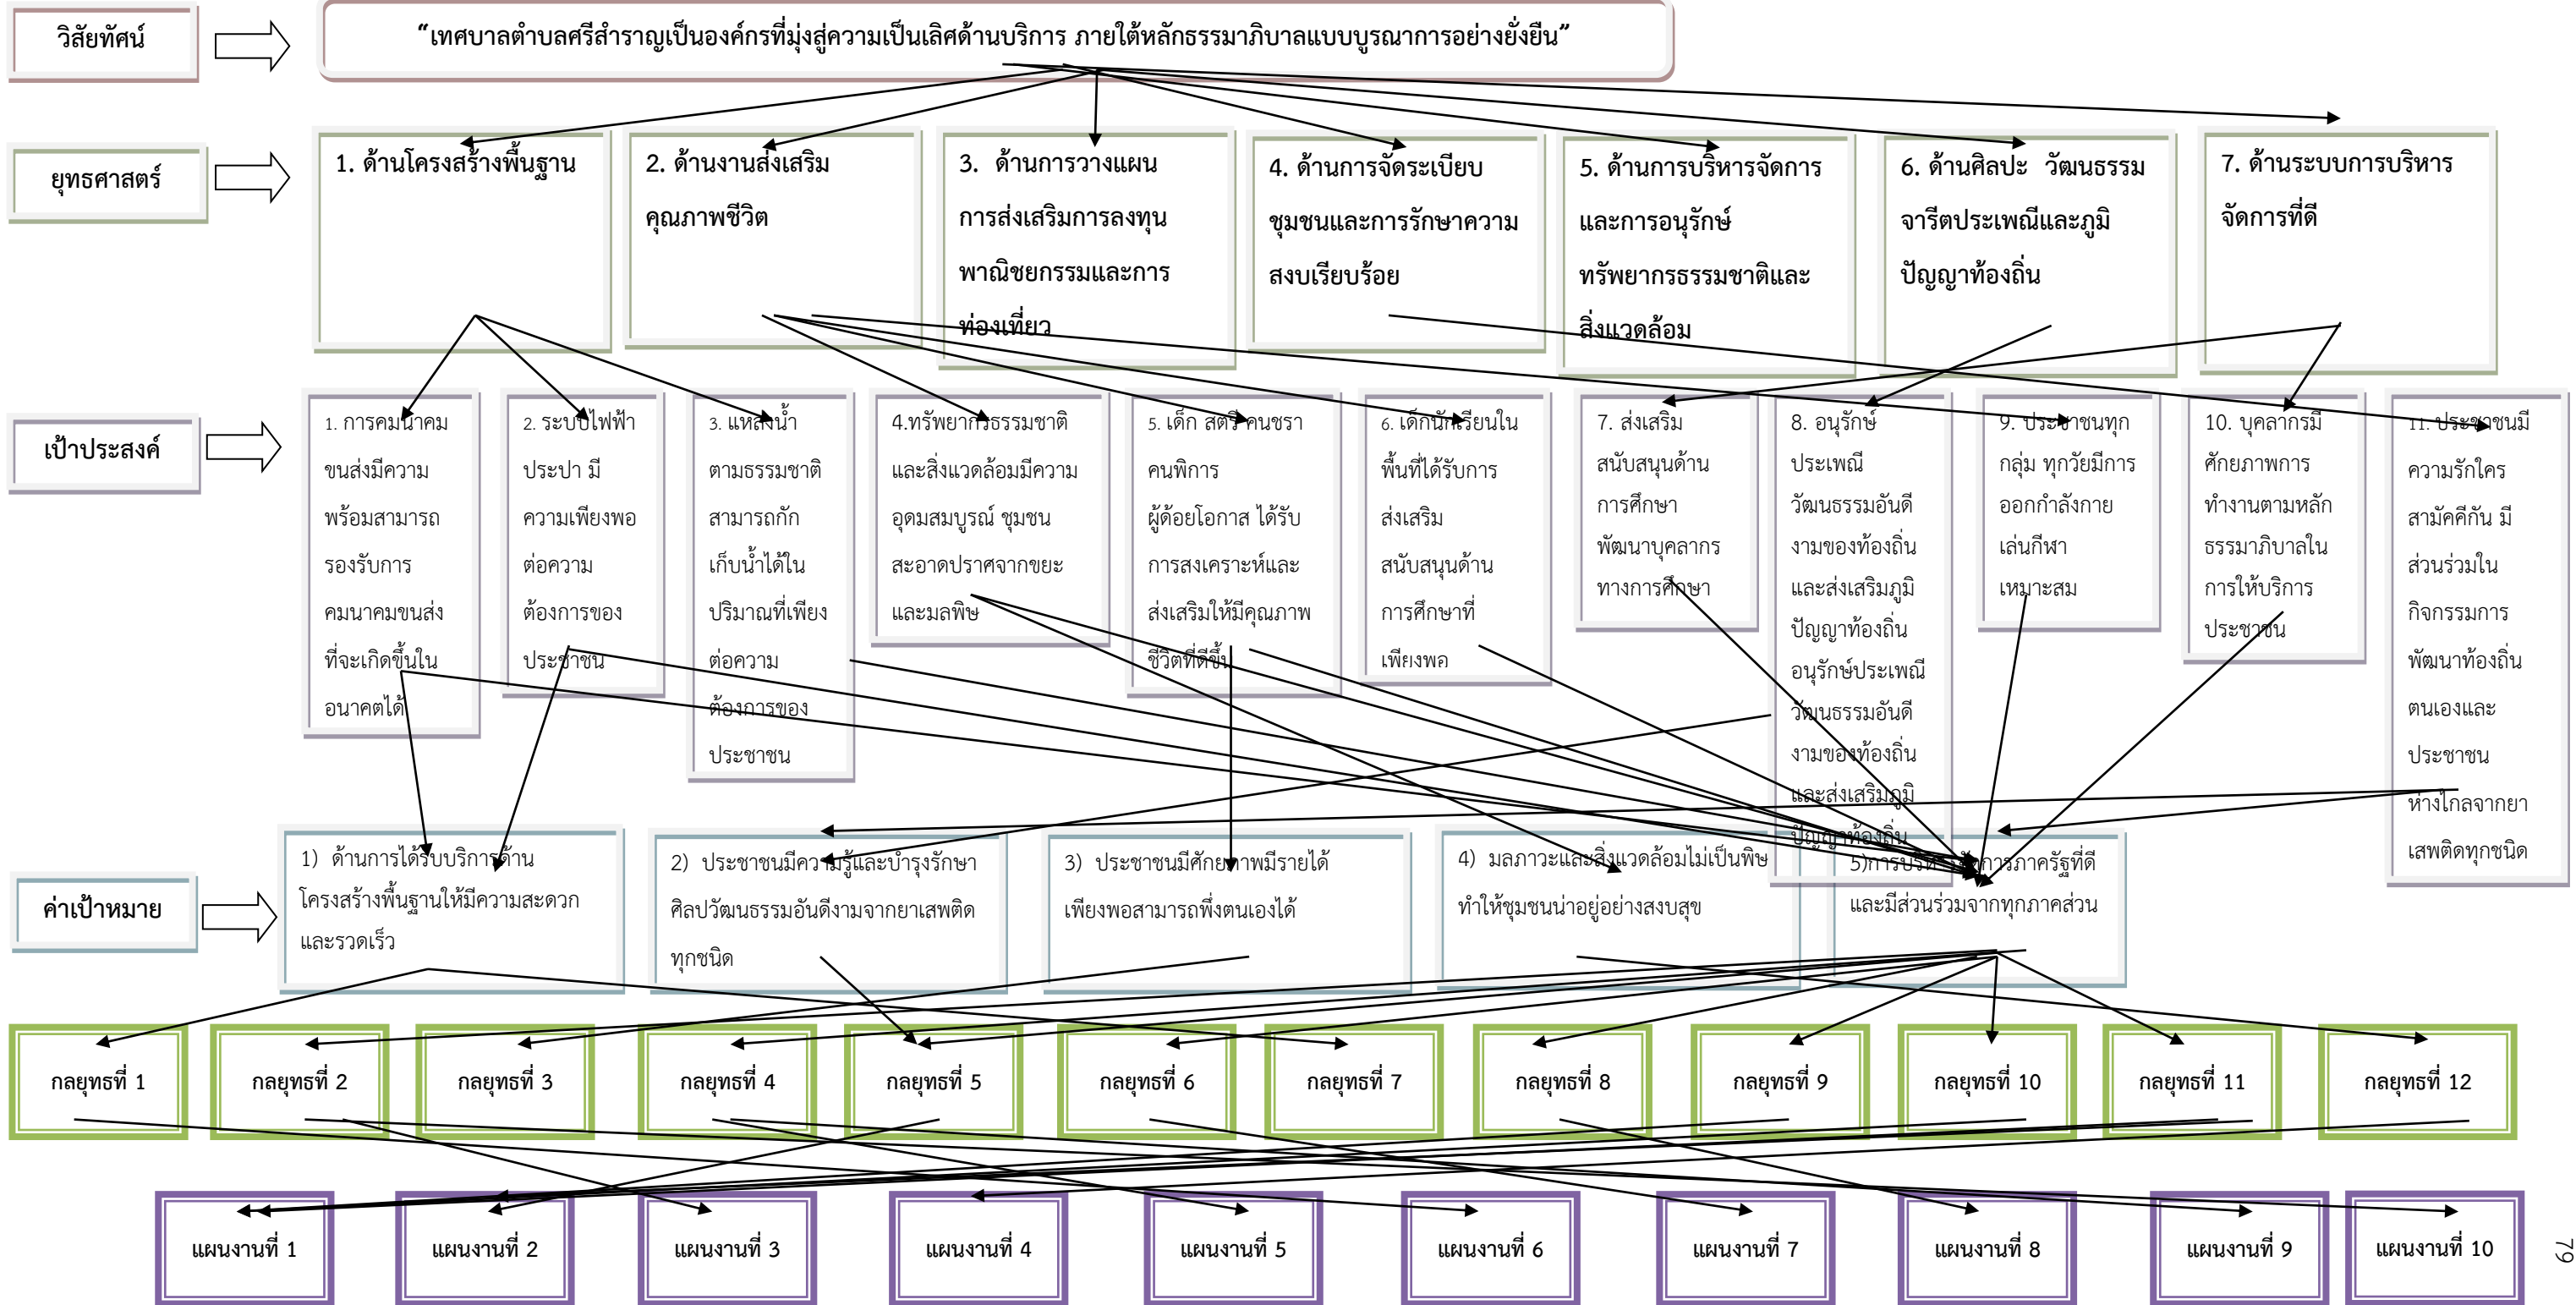 วิสัยทัศน์
“เทศบาลตำบลศรีสำราญเป็นองค์กรที่มุ่งสู่ความเป็นเลิศด้านบริการ ภายใต้หลักธรรมาภิบาลแบบบูรณาการอย่างยั่งยืน”
ยุทธศาสตร์
1. ด้านโครงสร้างพื้นฐาน
2. ด้านงานส่งเสริม
คุณภาพชีวิต
3. ด้านการวางแผน
การส่งเสริมการลงทุน
พาณิชยกรรมและการ
ท่องเที่ยว
4. ด้านการจัดระเบียบ
ชุมชนและการรักษาความ
สงบเรียบร้อย
5. ด้านการบริหารจัดการ
และการอนุรักษ์
ทรัพยากรธรรมชาติและ
สิ่งแวดล้อม
6. ด้านศิลปะ วัฒนธรรม
จารีตประเพณีและภูมิ
ปัญญาท้องถิ่น
7. ด้านระบบการบริหาร
จัดการที่ดี
เป้าประสงค์
1. การคมนาคม
ขนส่งมีความ
พร้อมสามารถ
รองรับการ
คมนาคมขนส่ง
ที่จะเกิดขึ้นใน
อนาคตได้
2. ระบบไฟฟ้า
ประปา มี
ความเพียงพอ
ต่อความ
ต้องการของ
ประชาชน
3. แหล่งน้ำ
ตามธรรมชาติ
สามารถกัก
เก็บน้ำได้ใน
ปริมาณที่เพียง
ต่อความ
ต้องการของ
ประชาชน
4.ทรัพยากรธรรมชาติ
และสิ่งแวดล้อมมีความ
อุดมสมบูรณ์ ชุมชน
สะอาดปราศจากขยะ
และมลพิษ
5. เด็ก สตรี คนชรา
คนพิการ
ผู้ด้อยโอกาส ได้รับ
การสงเคราะห์และ
ส่งเสริมให้มีคุณภาพ
ชีวิตที่ดีขึ้น
6. เด็กนักเรียนใน
พื้นที่ได้รับการ
ส่งเสริม
สนับสนุนด้าน
การศึกษาที่
เพียงพอ
7. ส่งเสริม
สนับสนุนด้าน
การศึกษา
พัฒนาบุคลากร
ทางการศึกษา
8. อนุรักษ์
ประเพณี
วัฒนธรรมอันดี
งามของท้องถิ่น
และส่งเสริมภูมิ
ปัญญาท้องถิ่น
อนุรักษ์ประเพณี
วัฒนธรรมอันดี
งามของท้องถิ่น
และส่งเสริมภูมิ
ปัญญาท้องถิ่น
9. ประชาชนทุก
กลุ่ม ทุกวัยมีการ
ออกกำลังกาย
เล่นกีฬา
เหมาะสม
10. บุคลากรมี
ศักยภาพการ
ทำงานตามหลัก
ธรรมาภิบาลใน
การให้บริการ
ประชาชน
11. ประชาชนมี
ความรักใคร
สามัคคีกัน มี
ส่วนร่วมใน
กิจกรรมการ
พัฒนาท้องถิ่น
ตนเองและ
ประชาชน
ห่างไกลจากยา
เสพติดทุกชนิด
ค่าเป้าหมาย
1) ด้านการได้รับบริการด้าน
โครงสร้างพื้นฐานให้มีความสะดวก
และรวดเร็ว
2) ประชาชนมีความรู้และบำรุงรักษา
ศิลปวัฒนธรรมอันดีงามจากยาเสพติด
ทุกชนิด
3) ประชาชนมีศักยภาพมีรายได้
เพียงพอสามารถพึ่งตนเองได้
4) มลภาวะและสิ่งแวดล้อมไม่เป็นพิษ
ทำให้ชุมชนน่าอยู่อย่างสงบสุข
5)การบริหารจัดการภาครัฐที่ดี
และมีส่วนร่วมจากทุกภาคส่วน
กลยุทธที่ 1
กลยุทธที่ 2
กลยุทธที่ 3
กลยุทธที่ 4
กลยุทธที่ 5
กลยุทธที่ 6
กลยุทธที่ 7
กลยุทธที่ 8
กลยุทธที่ 9
กลยุทธที่ 10
กลยุทธที่ 11
กลยุทธที่ 12
แผนงานที่ 1
แผนงานที่ 2
แผนงานที่ 3
แผนงานที่ 4
แผนงานที่ 5
แผนงานที่ 6
แผนงานที่ 7
แผนงานที่ 8
แผนงานที่ 9
แผนงานที่ 10
79